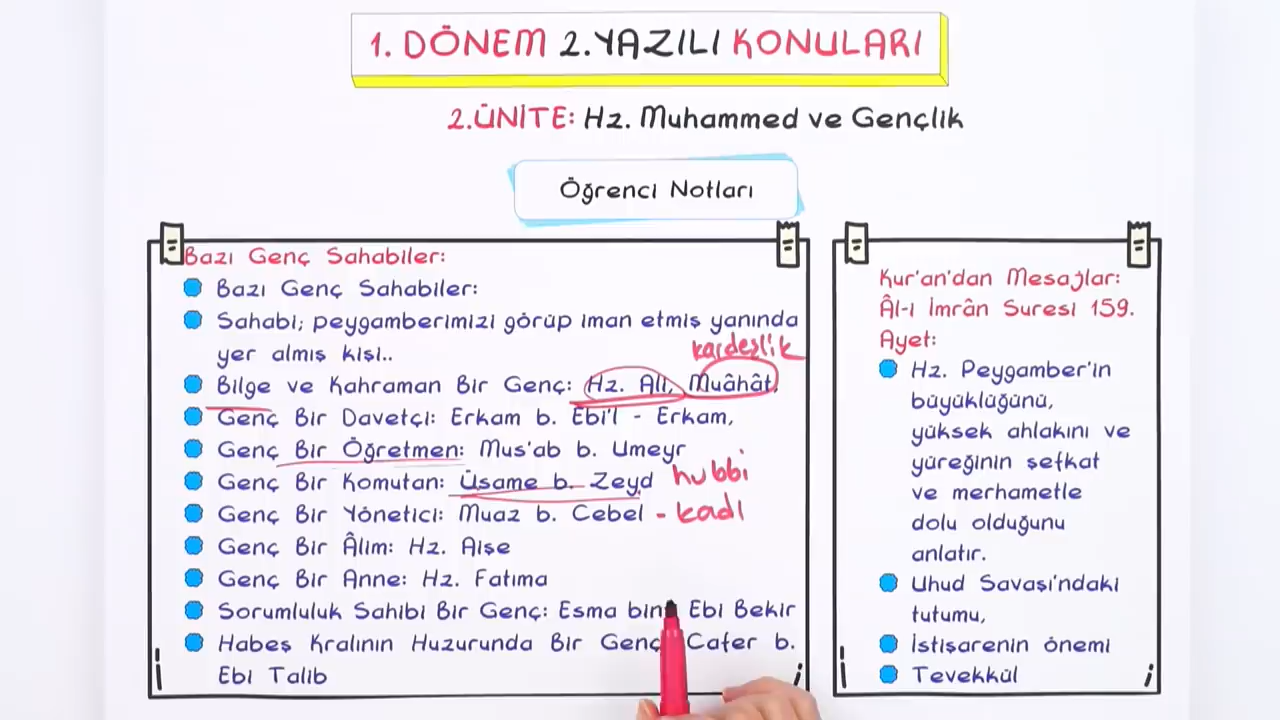 1. DÖNEM 2.YAZILI KONULARI
2.ÜNİTE: Hz. Muhammed ve Gençlik
Öğrenci Notları
Bazı Genç Sahabiler:
Bazı Genç Sahabiler:
Sahabi; peygamberimizi görüp iman etmiş yanında
yer almış kişi..
kardeşlik
Bilge ve Kahraman Bir Genç: Hz. Ali, Muâhât,
Genç Bir Davetçi: Erkam b. Ebi'l - Erkam,
Genç Bir Öğretmen: Mus'ab b. Umeyr
Genç Bir Komutan: Üsame b. Zeyd hubbi
Genç Bir Yönetici: Muaz b. Cebel - kadı
Genç Bir Âlim: Hz. Aişe
Genç Bir Anne: Hz. Fatıma
Sorumluluk Sahibi Bir Genç: Esma bin Ebi Bekir
Habeş Kralının Huzurunda Bir Genç Cafer b.
Ebi Talib
Kur'an'dan Mesajlar:
Âl-i İmrân Suresi 159.
Ayet:
Hz. Peygamber'in
büyüklüğünü,
yüksek ahlakını ve
yüreğinin şefkat
ve merhametle
dolu olduğunu
anlatır.
Uhud Savaşı'ndaki
tutumu,
İstişarenin önemi
Tevekkül